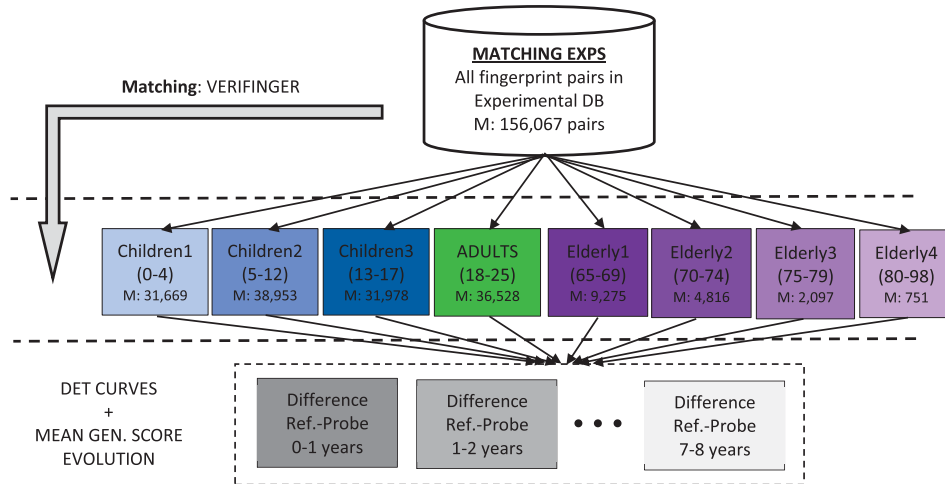 MATCHING EXPS
All fingerprint pairs in
Experimental DB
M: 156,067 pairs
Matching: VERIFINGER
Children1
(0-4)
M: 31,669
Children2
(5-12)
M: 38,953
Children3
(13-17)
M: 31,978
ADULTS
(18-25)
M: 36,528
Elderly1
(65-69)
M: 9,275
Elderly2
(70-74)
M: 4,816
Elderly3
(75-79)
M: 2,097
Elderly4
(80-98)
M: 751
DET CURVES
+
MEAN GEN. SCORE
EVOLUTION
Difference
Ref.-Probe
0-1 years
Difference
Ref.-Probe
1-2 years
• • •
Difference
Ref.-Probe
7-8 years